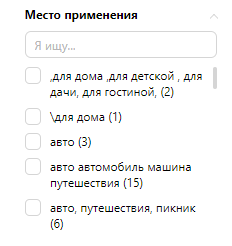 Место применения
Я ищу...
,для дома ,для детской , для
дачи, для гостиной, (2)
\для дома (1)
авто (3)
авто автомобиль машина
путешествия (15)
авто, путешествия, пикник
(6)